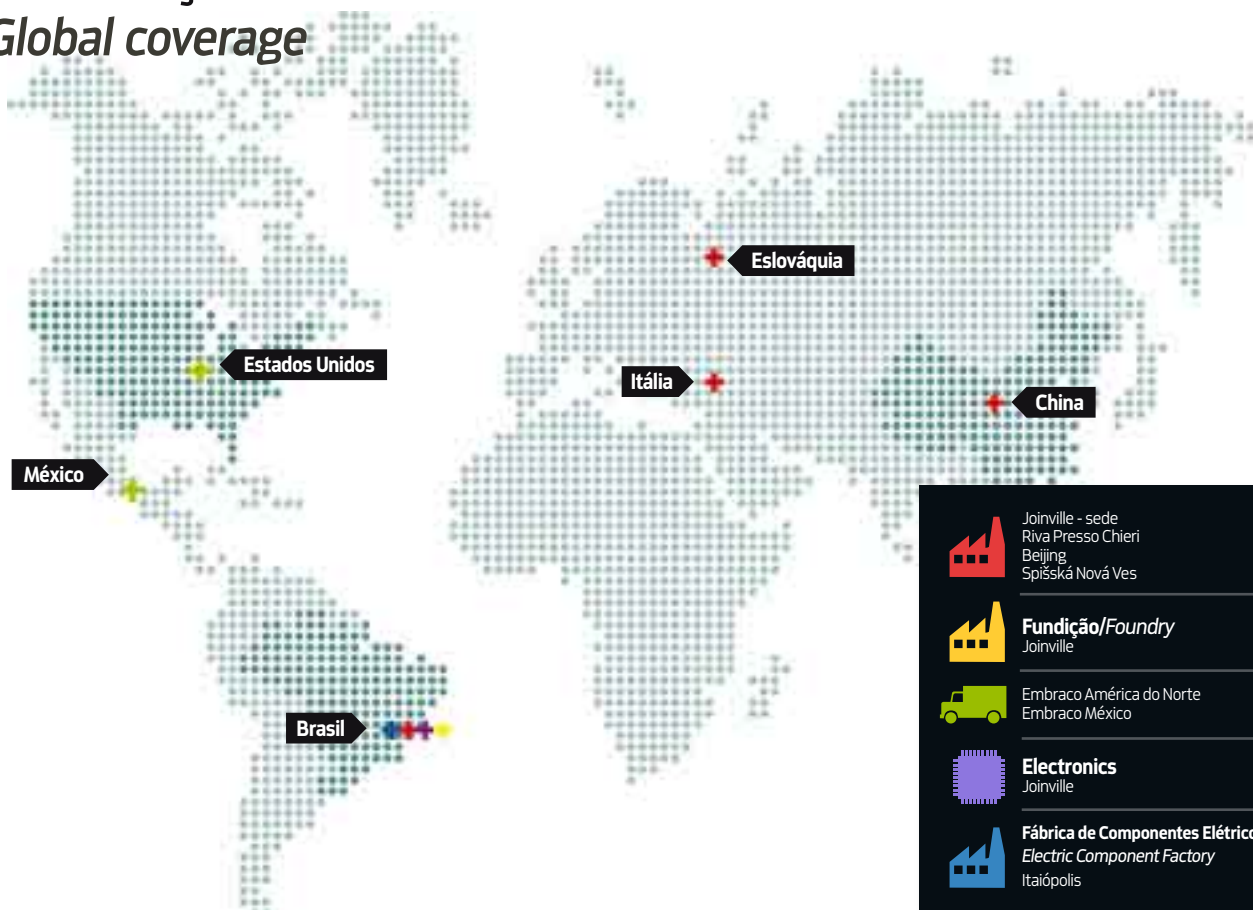 Global coverage
Eslováquia
Estados Unidos
Itália
China
México
Brasil
Joinville - sede
Riva Presso Chieri
Beijing
Spišská Nová Ves
Fundição/Foundry
Joinville
Embraco América do Norte
Embraco México
Electronics
Joinville
Fábrica de Componentes Elétrico
Electric Component Factory
Itaiópolis